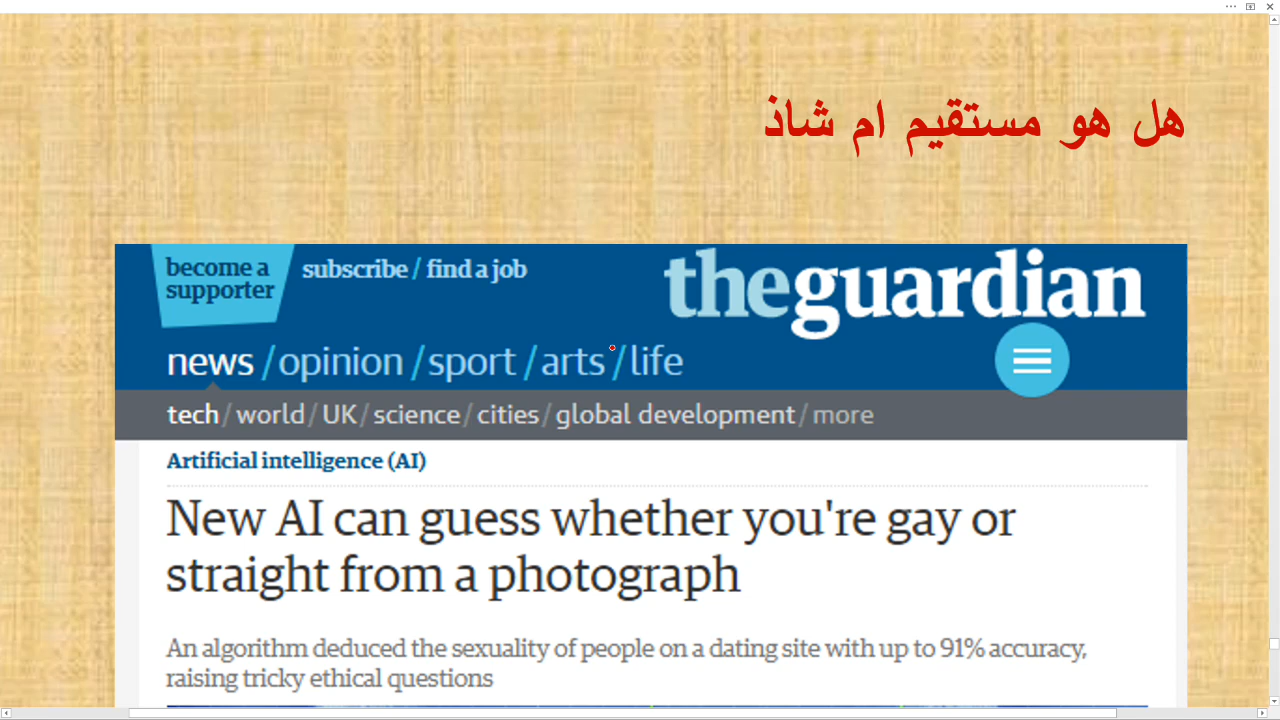 هل هو مستقيم ام شاذ
become a
supporter
subscribe / find a job
theguardian
news / opinion / sport / arts / life
tech / world / UK / science / cities / global development / more
Artificial intelligence (AI)
New AI can guess whether you're gay or
straight from a photograph
An algorithm deduced the sexuality of people on a dating site with up to 91% accuracy,
raising tricky ethical questions